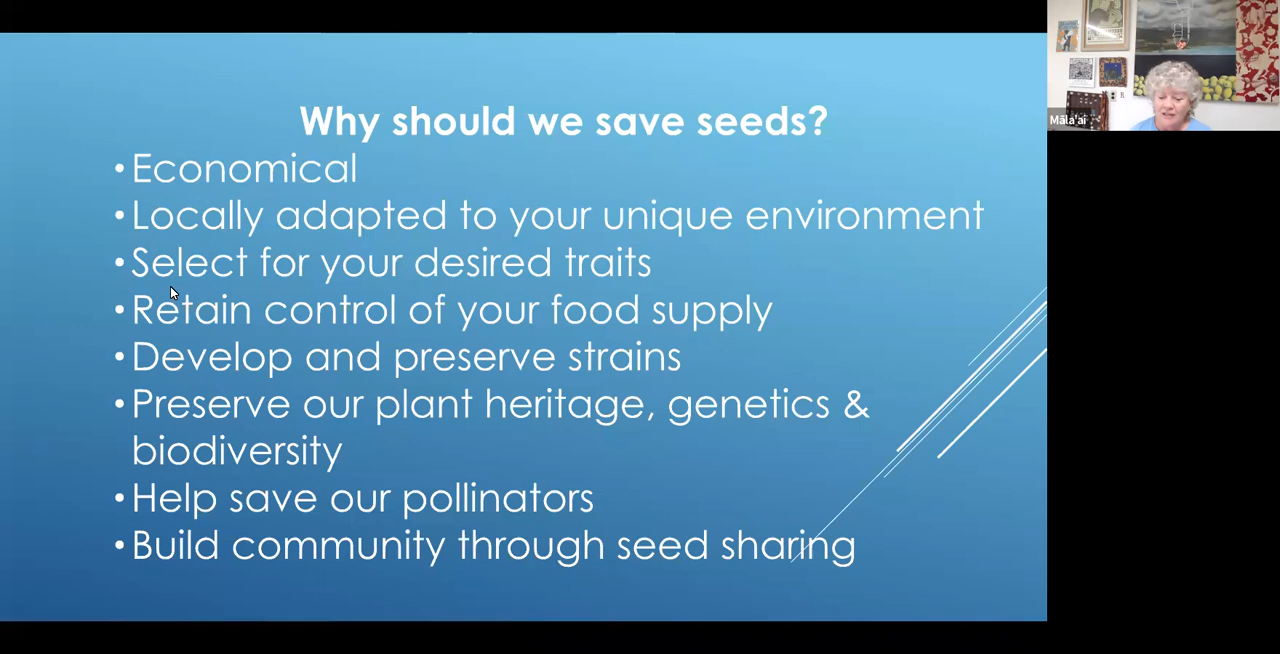 Why should we save seeds?
• Economical
• Locally adapted to your unique environment
• Select for your desired traits
• Retain control of your food supply
• Develop and preserve strains
• Preserve our plant heritage, genetics &
biodiversity
• Help save our pollinators
• Build community through seed sharing
Māla'ai